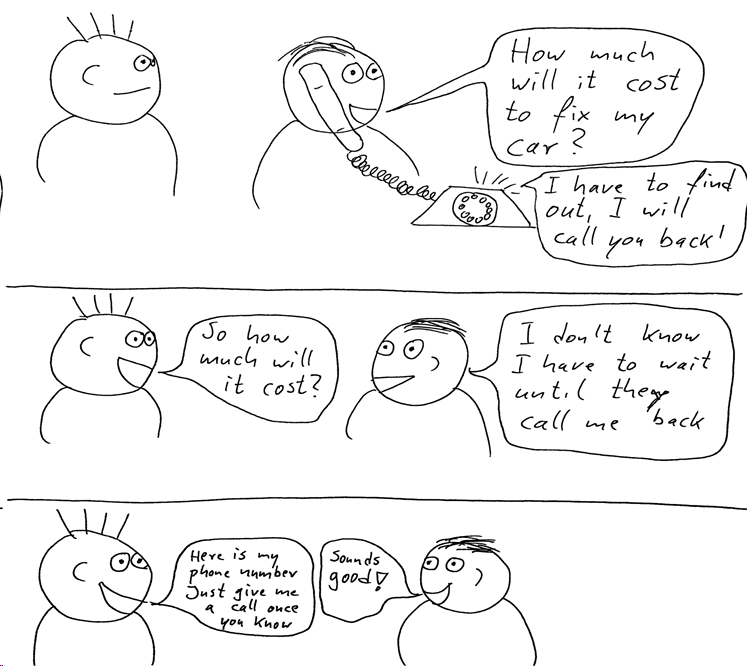 How much
will it cost
to fix my
car?
I have to find
out, I will
call you back!
So how
much will
it cost?
I don't know
I have to wait
until they
call me back
Here is my
phone number
Just give me
a call once
you know
Sounds
good!